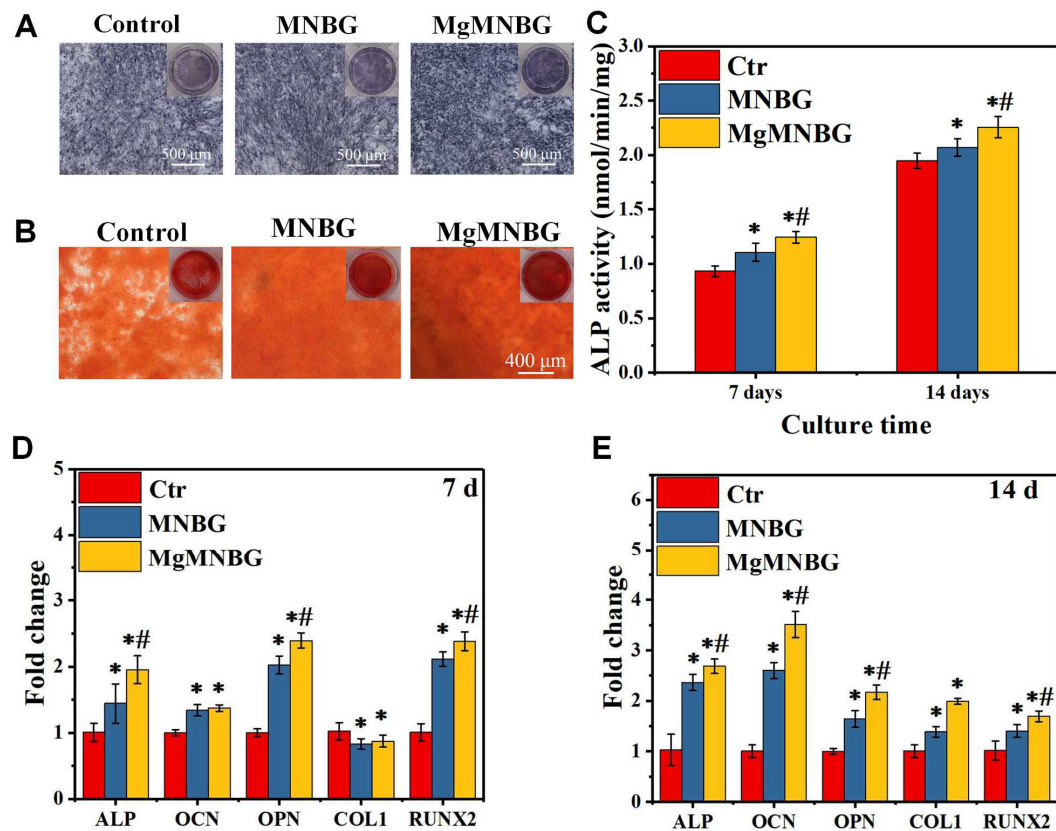 A
Control
MNBG
MgMNBG
500 μm
500 μm
500 μm
B
Control
MNBG
MgMNBG
400 μm
C
3.0
2.5
2.0
1.5
1.0
0.5
0.0
ALP activity (nmol/min/mg)
Ctr
MNBG
MgMNBG
*
*#
*
*#
7 days
14 days
Culture time
D
5
4
3
2
1
0
Fold change
Ctr
MNBG
MgMNBG
7 d
*
*#
*
*
*
*#
*
*
*
*#
ALP
OCN
OPN
COL1
RUNX2
E
6
5
4
3
2
1
0
Fold change
Ctr
MNBG
MgMNBG
14 d
*
*#
*
*#
*
*#
*
*
*
*#
ALP
OCN
OPN
COL1
RUNX2